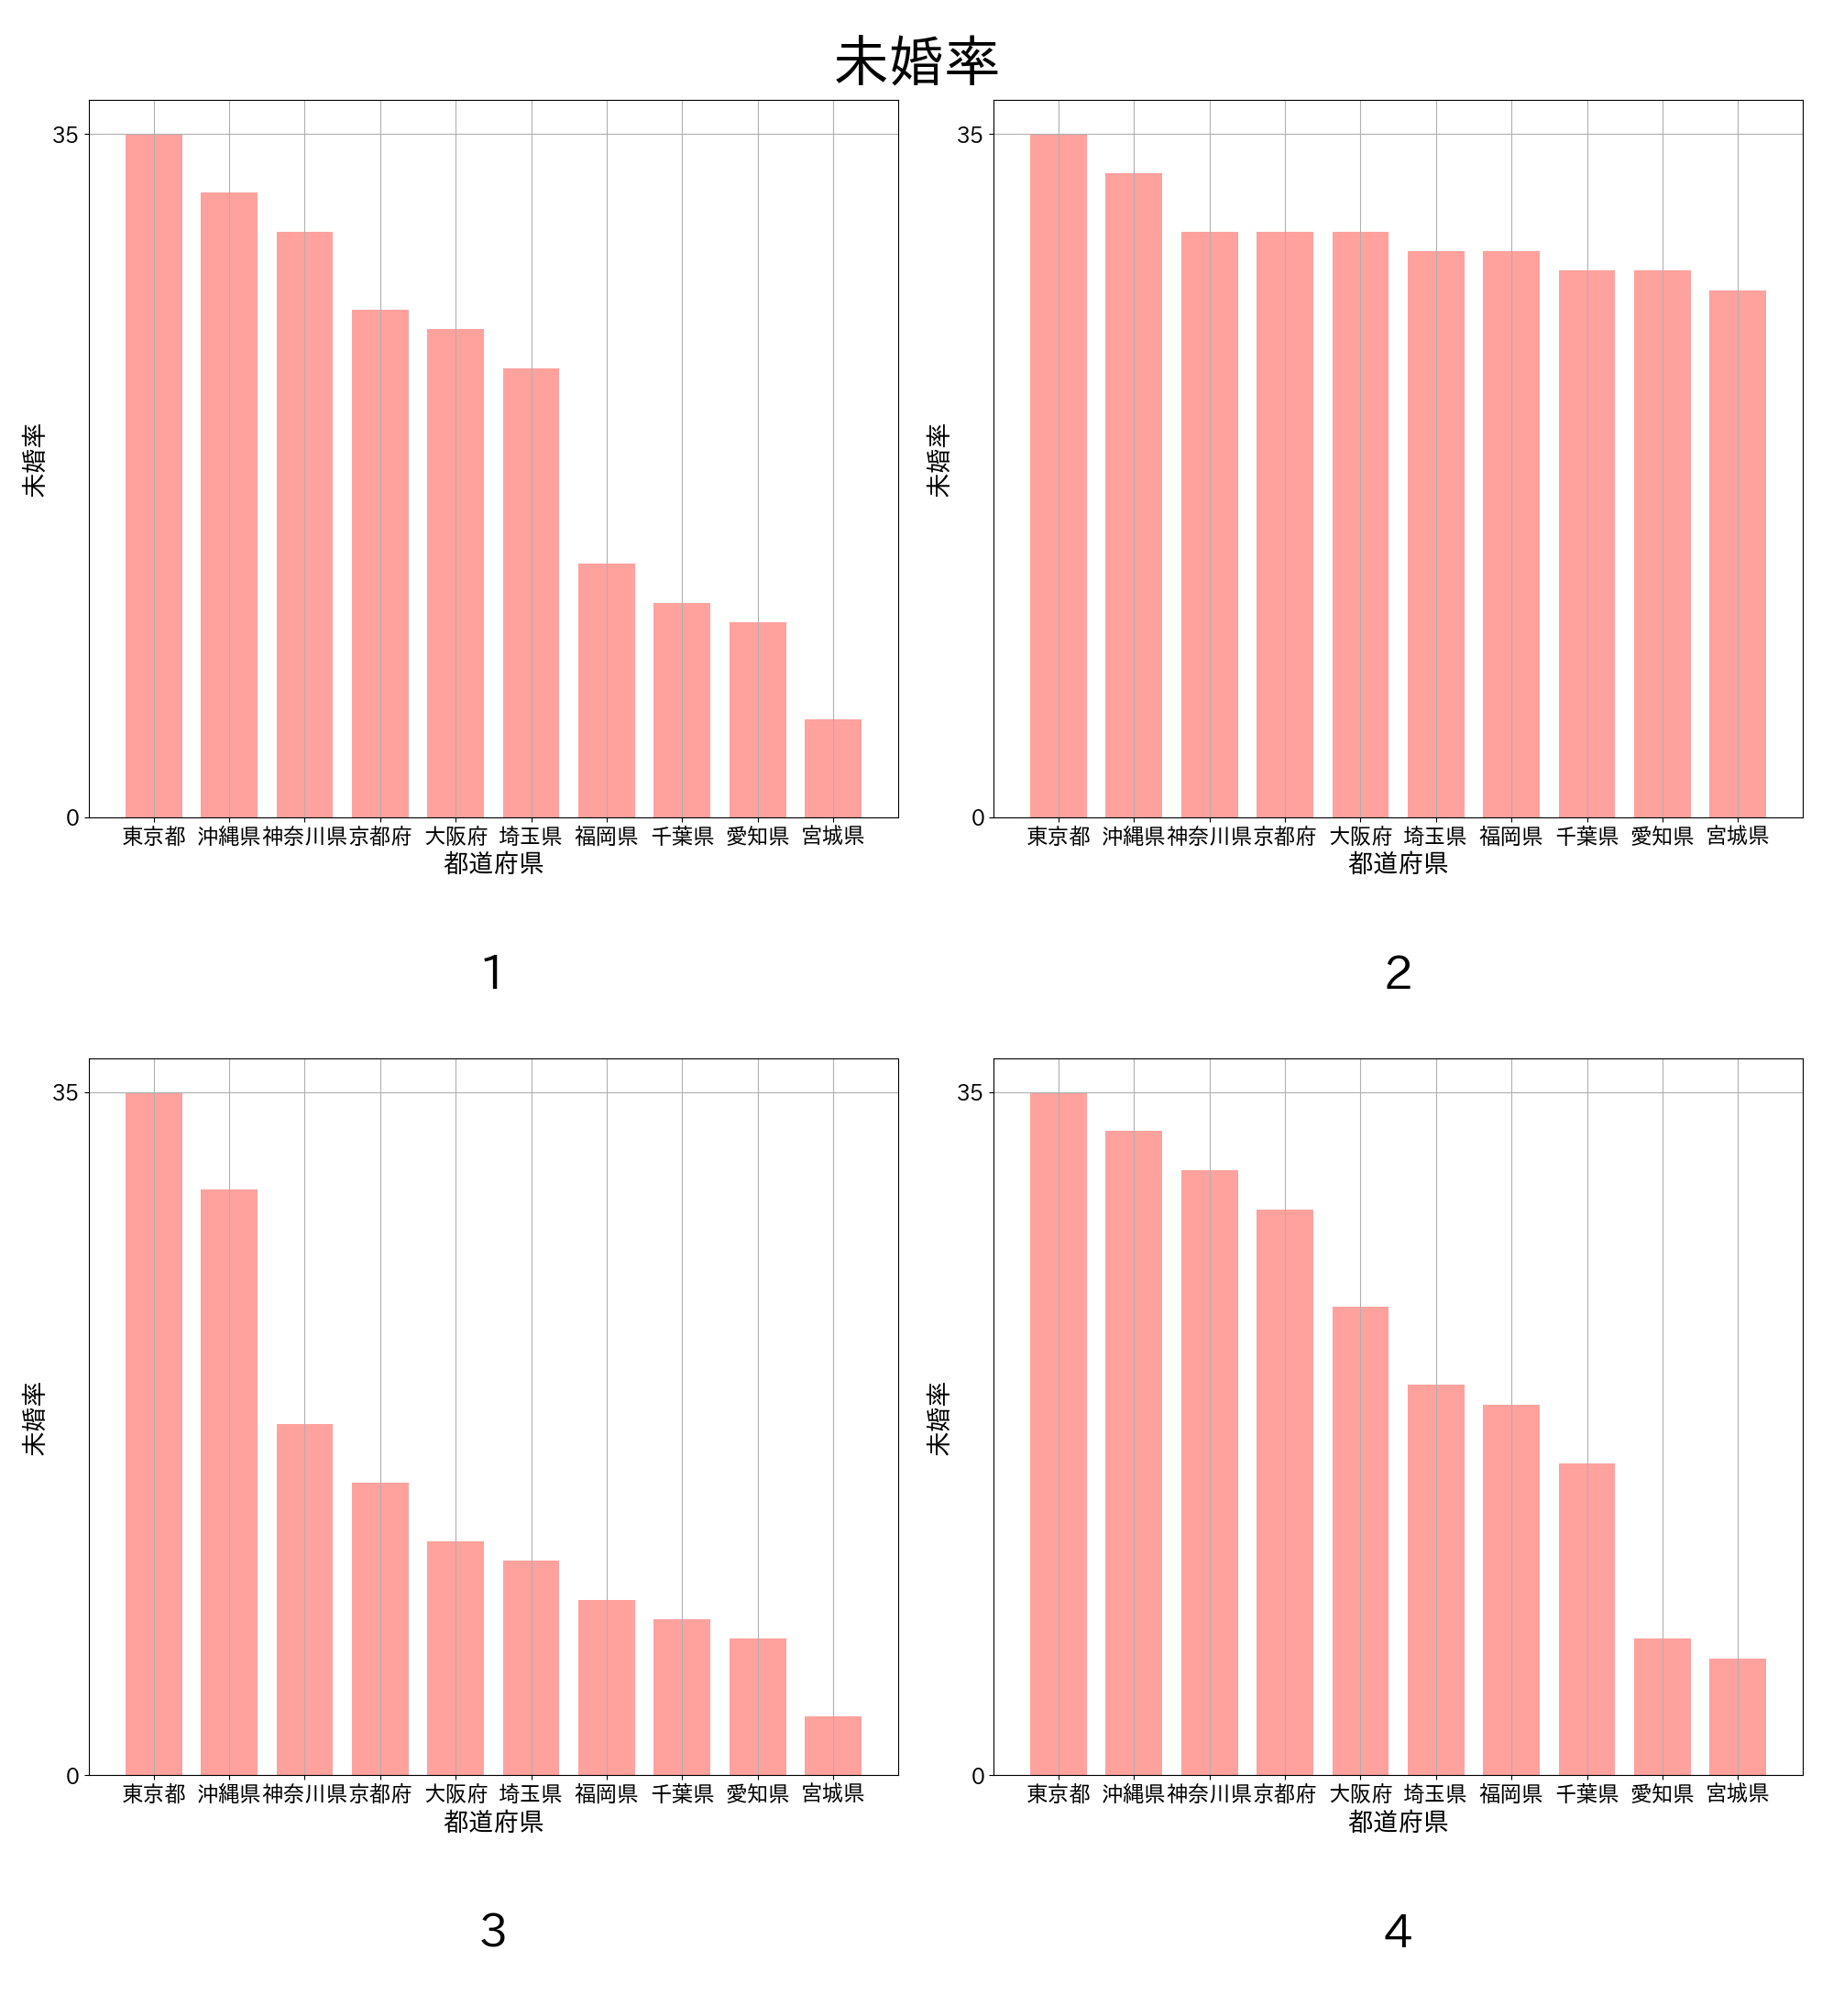 未婚率
35
0
未婚率
東京都 沖縄県 神奈川県 京都府 大阪府 埼玉県 福岡県 千葉県 愛知県 宮城県
都道府県
1
35
0
未婚率
東京都 沖縄県 神奈川県 京都府 大阪府 埼玉県 福岡県 千葉県 愛知県 宮城県
都道府県
2
35
0
未婚率
東京都 沖縄県 神奈川県 京都府 大阪府 埼玉県 福岡県 千葉県 愛知県 宮城県
都道府県
3
35
0
未婚率
東京都 沖縄県 神奈川県 京都府 大阪府 埼玉県 福岡県 千葉県 愛知県 宮城県
都道府県
4